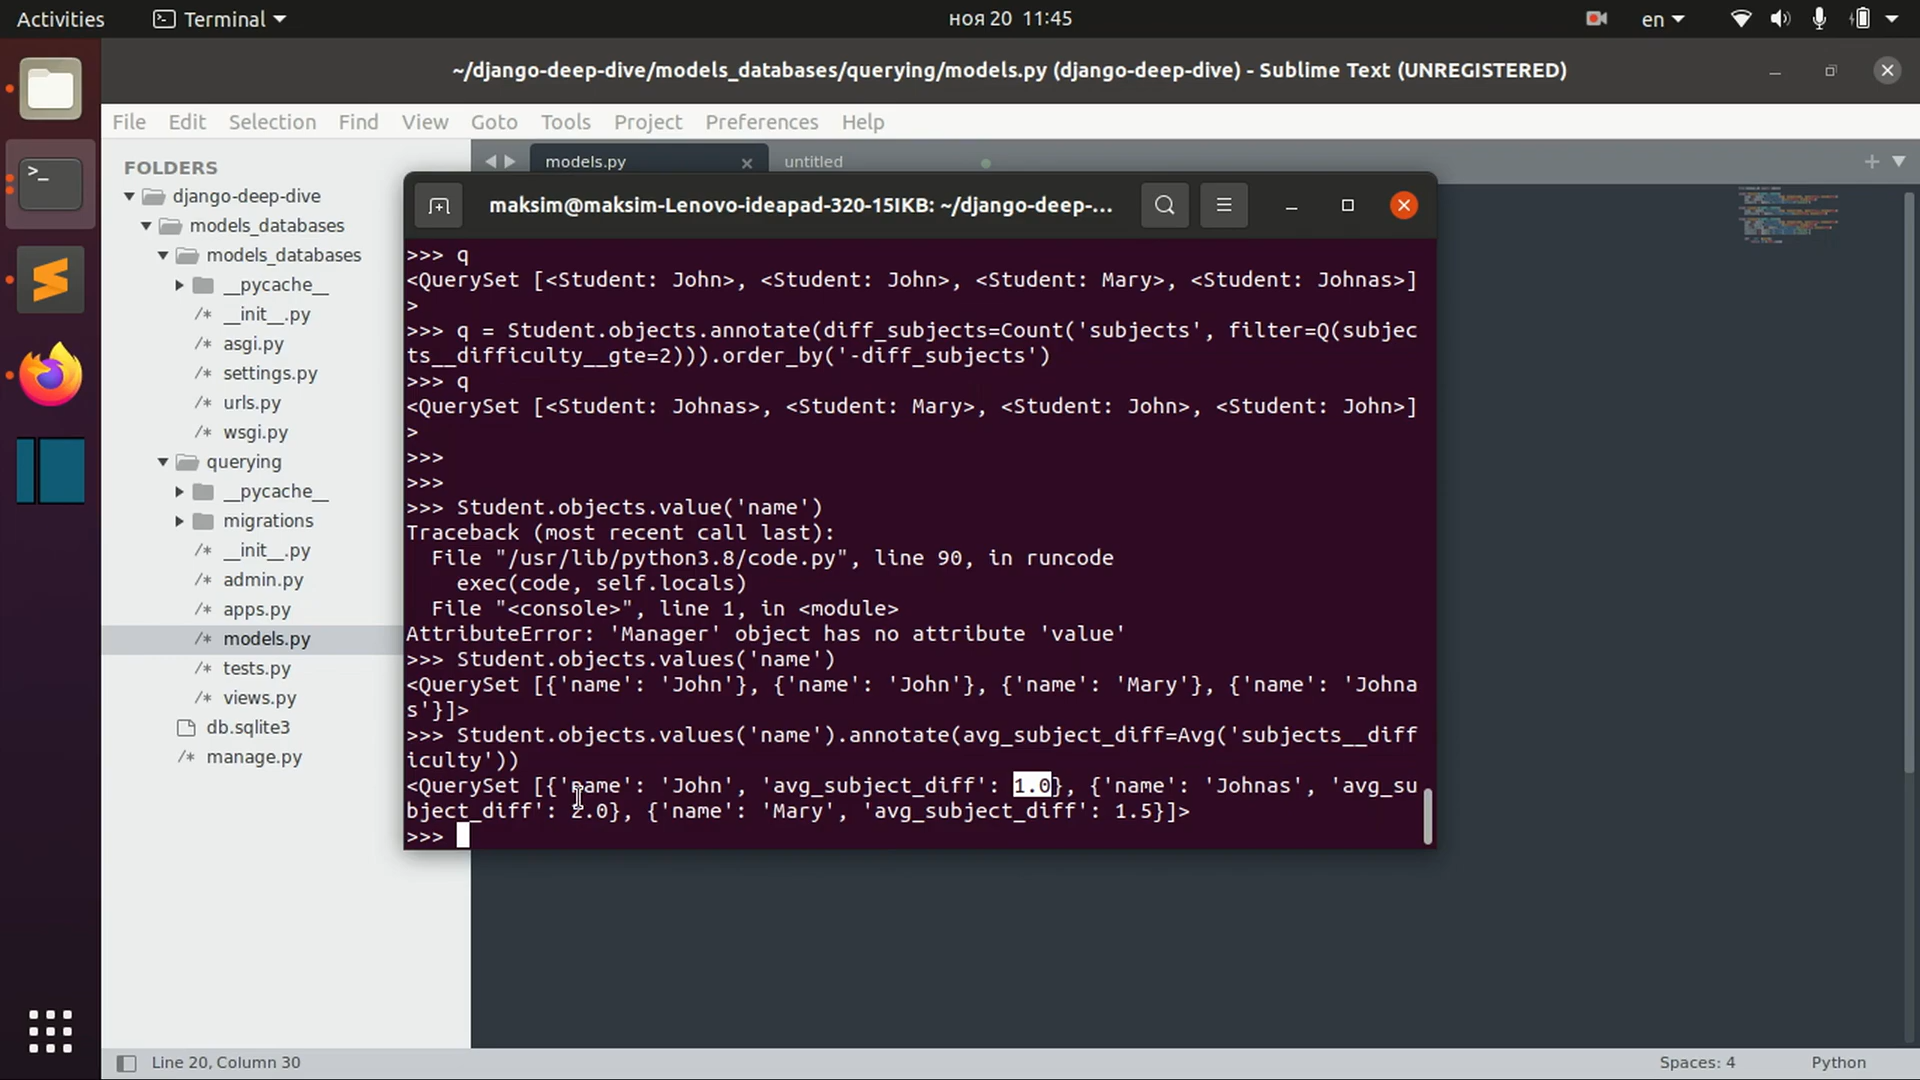 Activities
Terminal
ноя 20 11:45
en
~/django-deep-dive/models_databases/querying/models.py (django-deep-dive) - Sublime Text (UNREGISTERED)
File Edit Selection Find View Goto Tools Project Preferences Help
FOLDERS
django-deep-dive
models_databases
models_databases
__pycache__
/* __init__.py
/* asgi.py
/* settings.py
/* urls.py
/* wsgi.py
querying
__pycache__
migrations
/* __init__.py
/* admin.py
/* apps.py
/* models.py
/* tests.py
/* views.py
db.sqlite3
/* manage.py
models.py
untitled
maksim@maksim-Lenovo-ideapad-320-15IKB: ~/django-deep-...
>>> q
<QuerySet [<Student: John>, <Student: John>, <Student: Mary>, <Student: Johnas>]
>
>>> q = Student.objects.annotate(diff_subjects=Count('subjects', filter=Q(subjec
ts__difficulty__gte=2))).order_by('-diff_subjects')
>>> q
<QuerySet [<Student: Johnas>, <Student: Mary>, <Student: John>, <Student: John>]
>
>>>
>>>
>>> Student.objects.value('name')
Traceback (most recent call last):
File "/usr/lib/python3.8/code.py", line 90, in runcode
exec(code, self.locals)
File "<console>", line 1, in <module>
AttributeError: 'Manager' object has no attribute 'value'
>>> Student.objects.values('name')
<QuerySet [{'name': 'John'}, {'name': 'John'}, {'name': 'Mary'}, {'name': 'Johna
s'}]>
>>> Student.objects.values('name').annotate(avg_subject_diff=Avg('subjects__diff
iculty'))
<QuerySet [{'name': 'John', 'avg_subject_diff': 1.0}, {'name': 'Johnas', 'avg_su
bject_diff': 2.0}, {'name': 'Mary', 'avg_subject_diff': 1.5}]>
>>>
Line 20, Column 30
Spaces: 4
Python